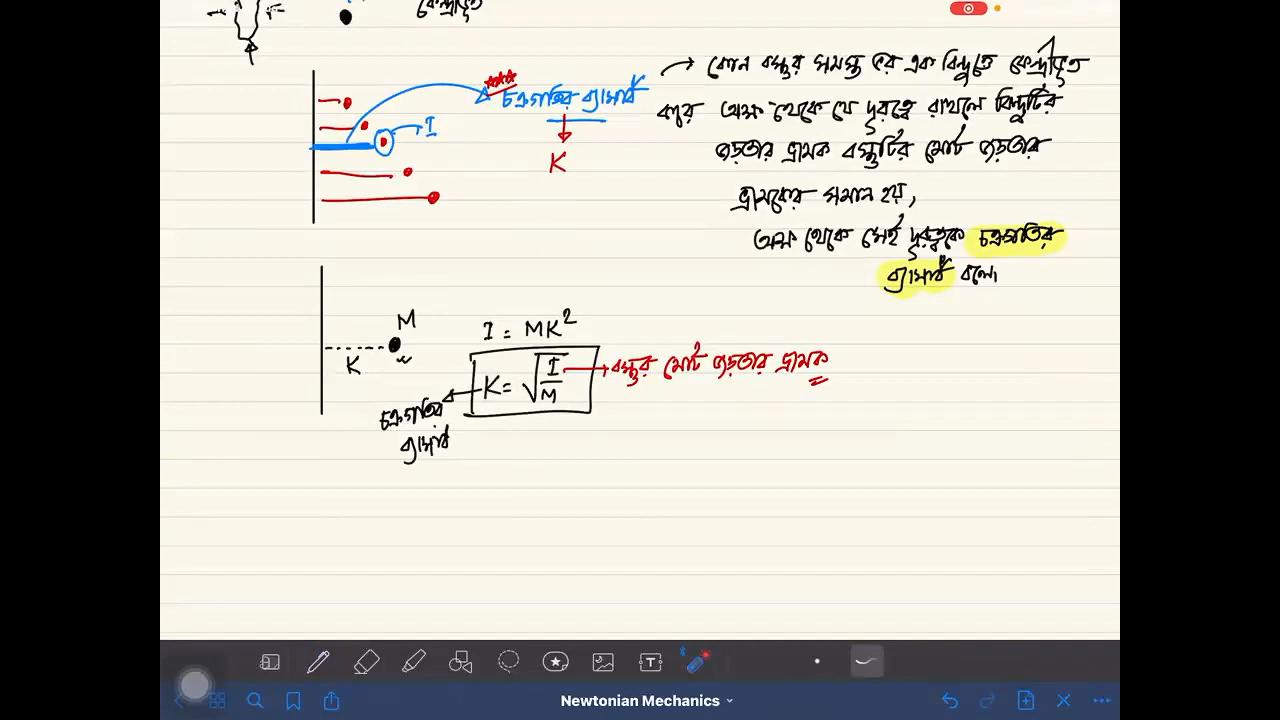 কেন্দ্রীভূত
কোন বস্তুর সমস্ত ভর এক বিন্দুতে কেন্দ্রীভূত
করে অক্ষ থেকে যে দূরত্বে রাখলে বিন্দুটির
জড়তার ভ্রামক বস্তুটির মোট জড়তার
ভ্রামকের সমান হয়,
অক্ষ থেকে সেই দূরত্বকে চক্রগতির
ব্যাসার্ধ বলে।
চক্রগতির ব্যাসার্ধ
I
K
M
K
I = MK²
K = √(I/M)
বস্তুর মোট জড়তার ভ্রামক
চক্রগতির
ব্যাসার্ধ
Newtonian Mechanics